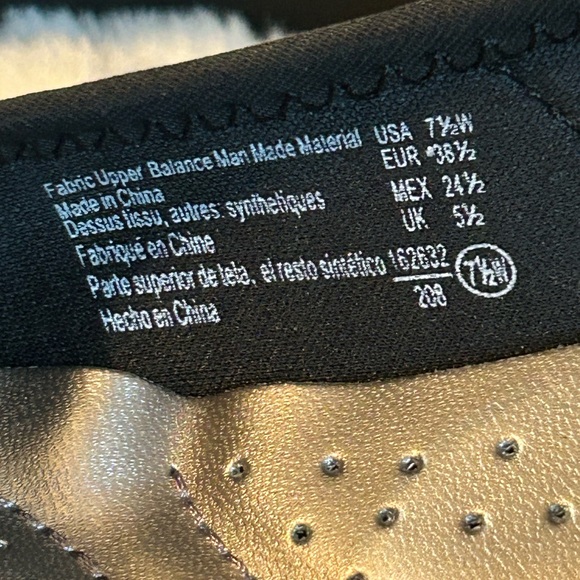 Fabric Upper Balance Man Made Material
Made in China
Dessus tissu, autres: synthetiques
Fabriqué en Chine
Parte superior de tela, el resto sintético
Hecho en China
USA 7½W
EUR *38½
MEX 24½
UK 5½
162632
208
7½W